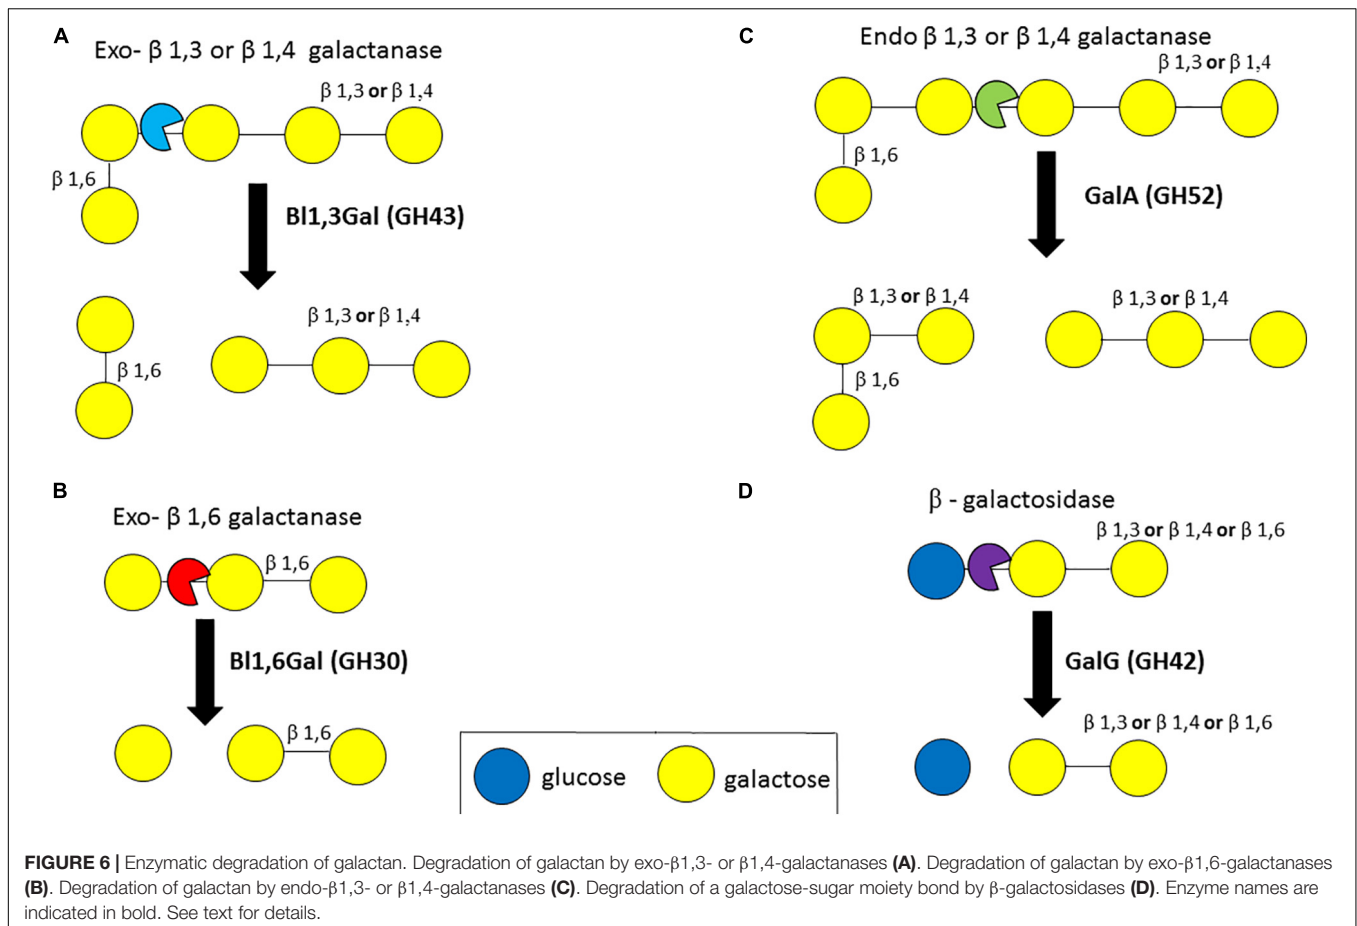 A
Exo- β 1,3 or β 1,4 galactanase
β 1,3 or β 1,4
β 1,6
Bl1,3Gal (GH43)
β 1,3 or β 1,4
β 1,6
B
Exo- β 1,6 galactanase
β 1,6
Bl1,6Gal (GH30)
β 1,6
C
Endo β 1,3 or β 1,4 galactanase
β 1,3 or β 1,4
β 1,6
GalA (GH52)
β 1,3 or β 1,4
β 1,3 or β 1,4
β 1,6
D
β - galactosidase
β 1,3 or β 1,4 or β 1,6
GalG (GH42)
β 1,3 or β 1,4 or β 1,6
glucose
galactose
FIGURE 6 | Enzymatic degradation of galactan. Degradation of galactan by exo-β1,3- or β1,4-galactanases (A). Degradation of galactan by exo-β1,6-galactanases
(B). Degradation of galactan by endo-β1,3- or β1,4-galactanases (C). Degradation of a galactose-sugar moiety bond by β-galactosidases (D). Enzyme names are
indicated in bold. See text for details.